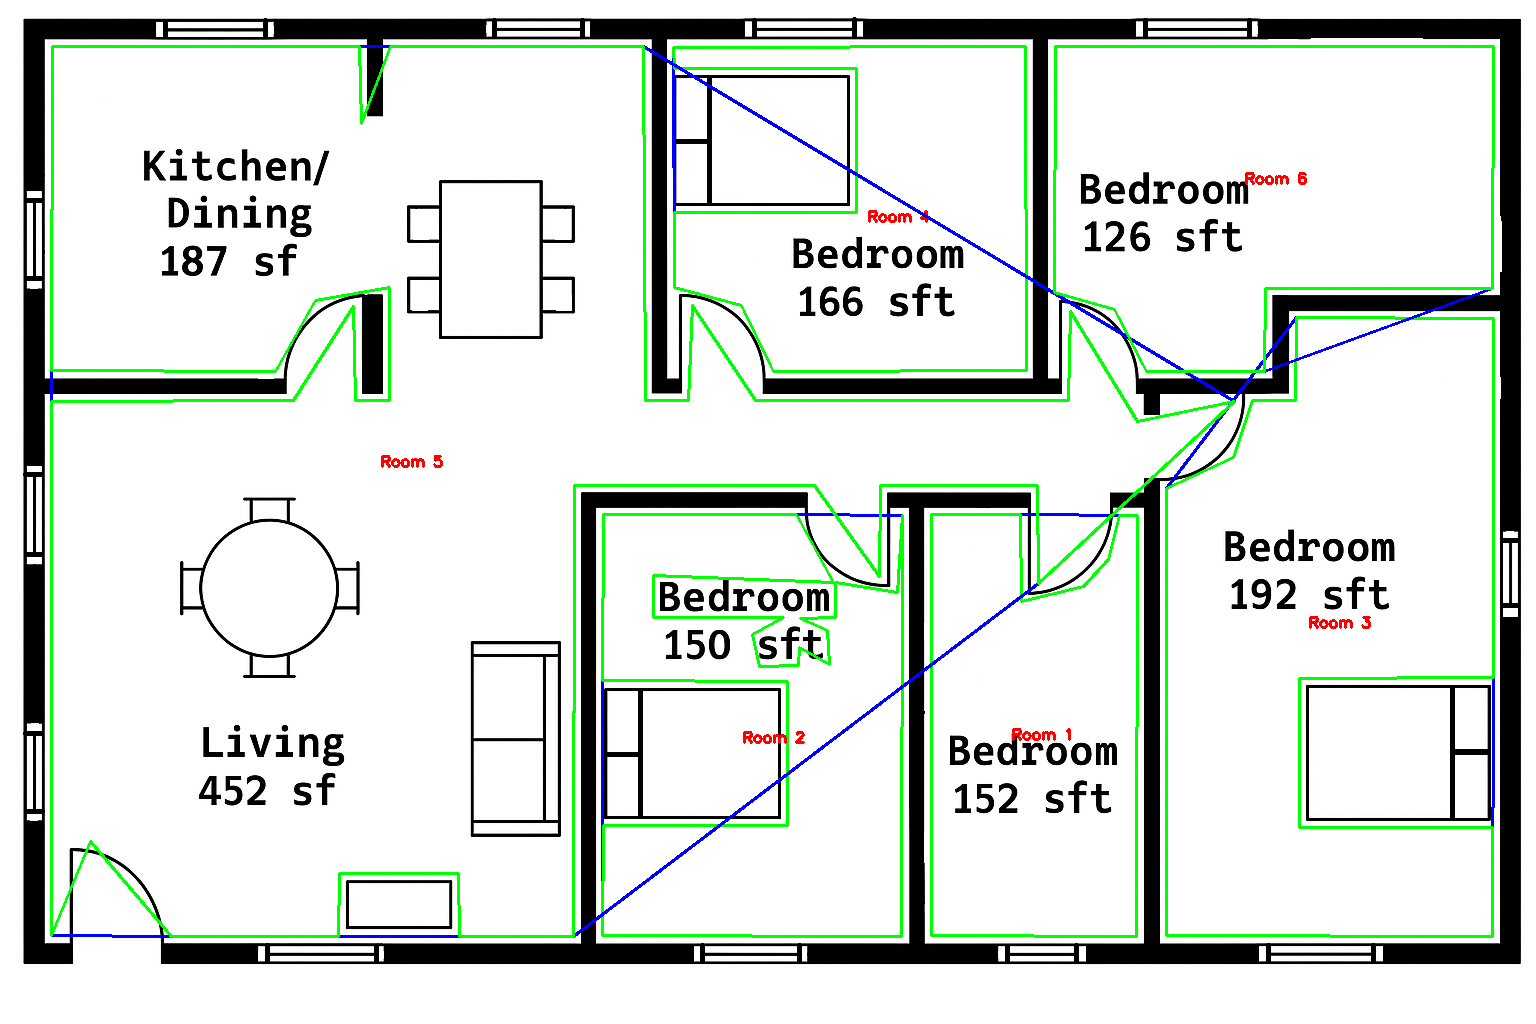 Kitchen/
Dining
187 sf
Bedroom
166 sft
Room 4
Bedroom
126 sft
Room 6
Room 5
Bedroom
150 sft
Room 2
Room 1
Bedroom
152 sft
Bedroom
192 sft
Room 3
Living
452 sf